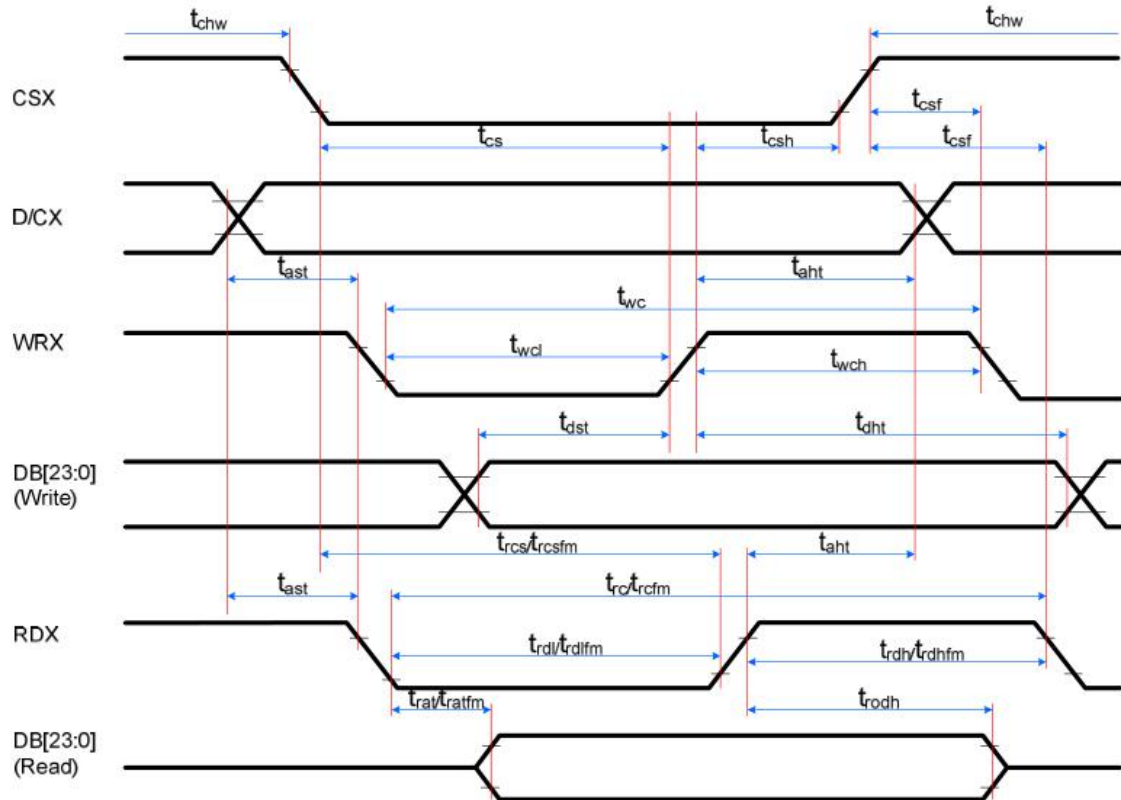 tchw
tchw
CSX
tcsf
tcs
tcsh
tcsf
D/CX
tast
taht
twc
WRX
twcl
twch
tdst
tdht
DB[23:0]
(Write)
trcs/trcsfm
taht
tast
trc/trcfm
RDX
trdl/trdlfm
trdh/trdhfm
trat/tratfm
trodh
DB[23:0]
(Read)